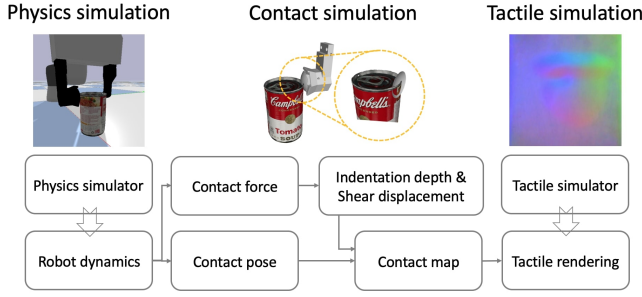 Physics simulation
Contact simulation
Tactile simulation
Campbell's
Tomato
SOUP
mpbells
Physics simulator
Contact force
Indentation depth &
Shear displacement
Tactile simulator
Robot dynamics
Contact pose
Contact map
Tactile rendering